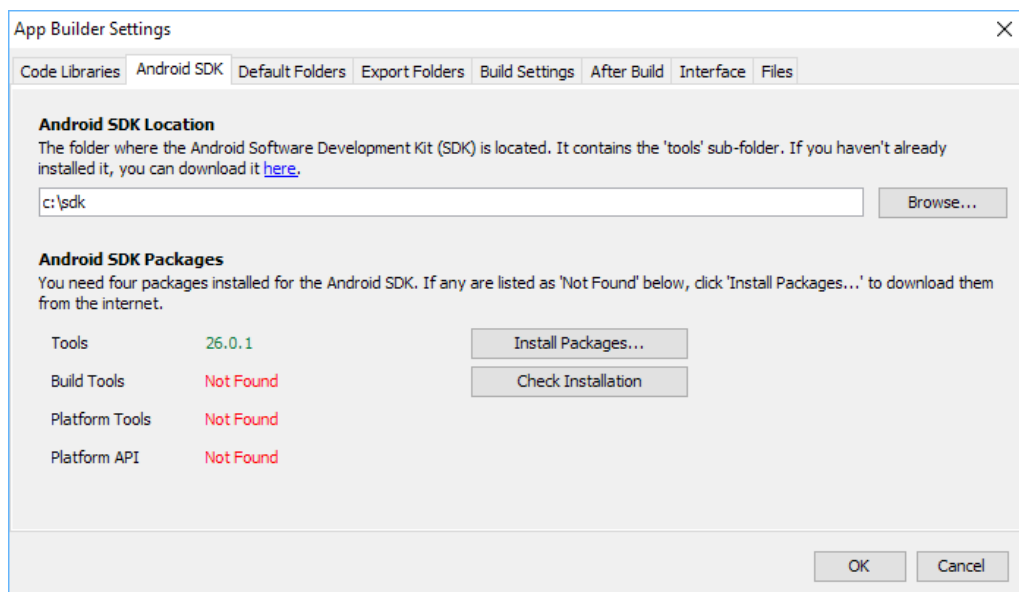 App Builder Settings
Code Libraries Android SDK Default Folders Export Folders Build Settings After Build Interface Files
Android SDK Location
The folder where the Android Software Development Kit (SDK) is located. It contains the 'tools' sub-folder. If you haven't already
installed it, you can download it here.
c:\sdk Browse...
Android SDK Packages
You need four packages installed for the Android SDK. If any are listed as 'Not Found' below, click 'Install Packages...' to download them
from the internet.
Tools 26.0.1 Install Packages...
Build Tools Not Found Check Installation
Platform Tools Not Found
Platform API Not Found
OK Cancel